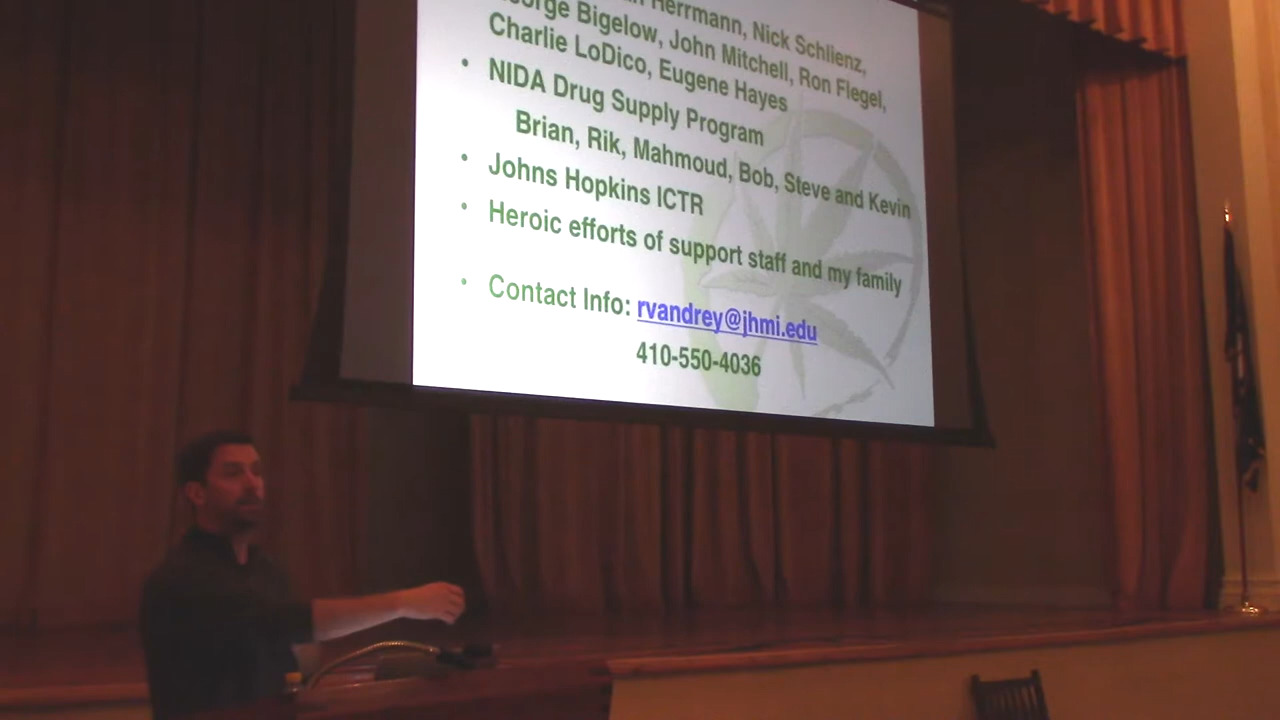 Herrmann, Nick Schlienz,
George Bigelow, John Mitchell, Ron Flegel,
Charlie LoDico, Eugene Hayes
• NIDA Drug Supply Program
Brian, Rik, Mahmoud, Bob, Steve and Kevin
• Johns Hopkins ICTR
• Heroic efforts of support staff and my family
• Contact Info: rvandrey@jhmi.edu
410-550-4036